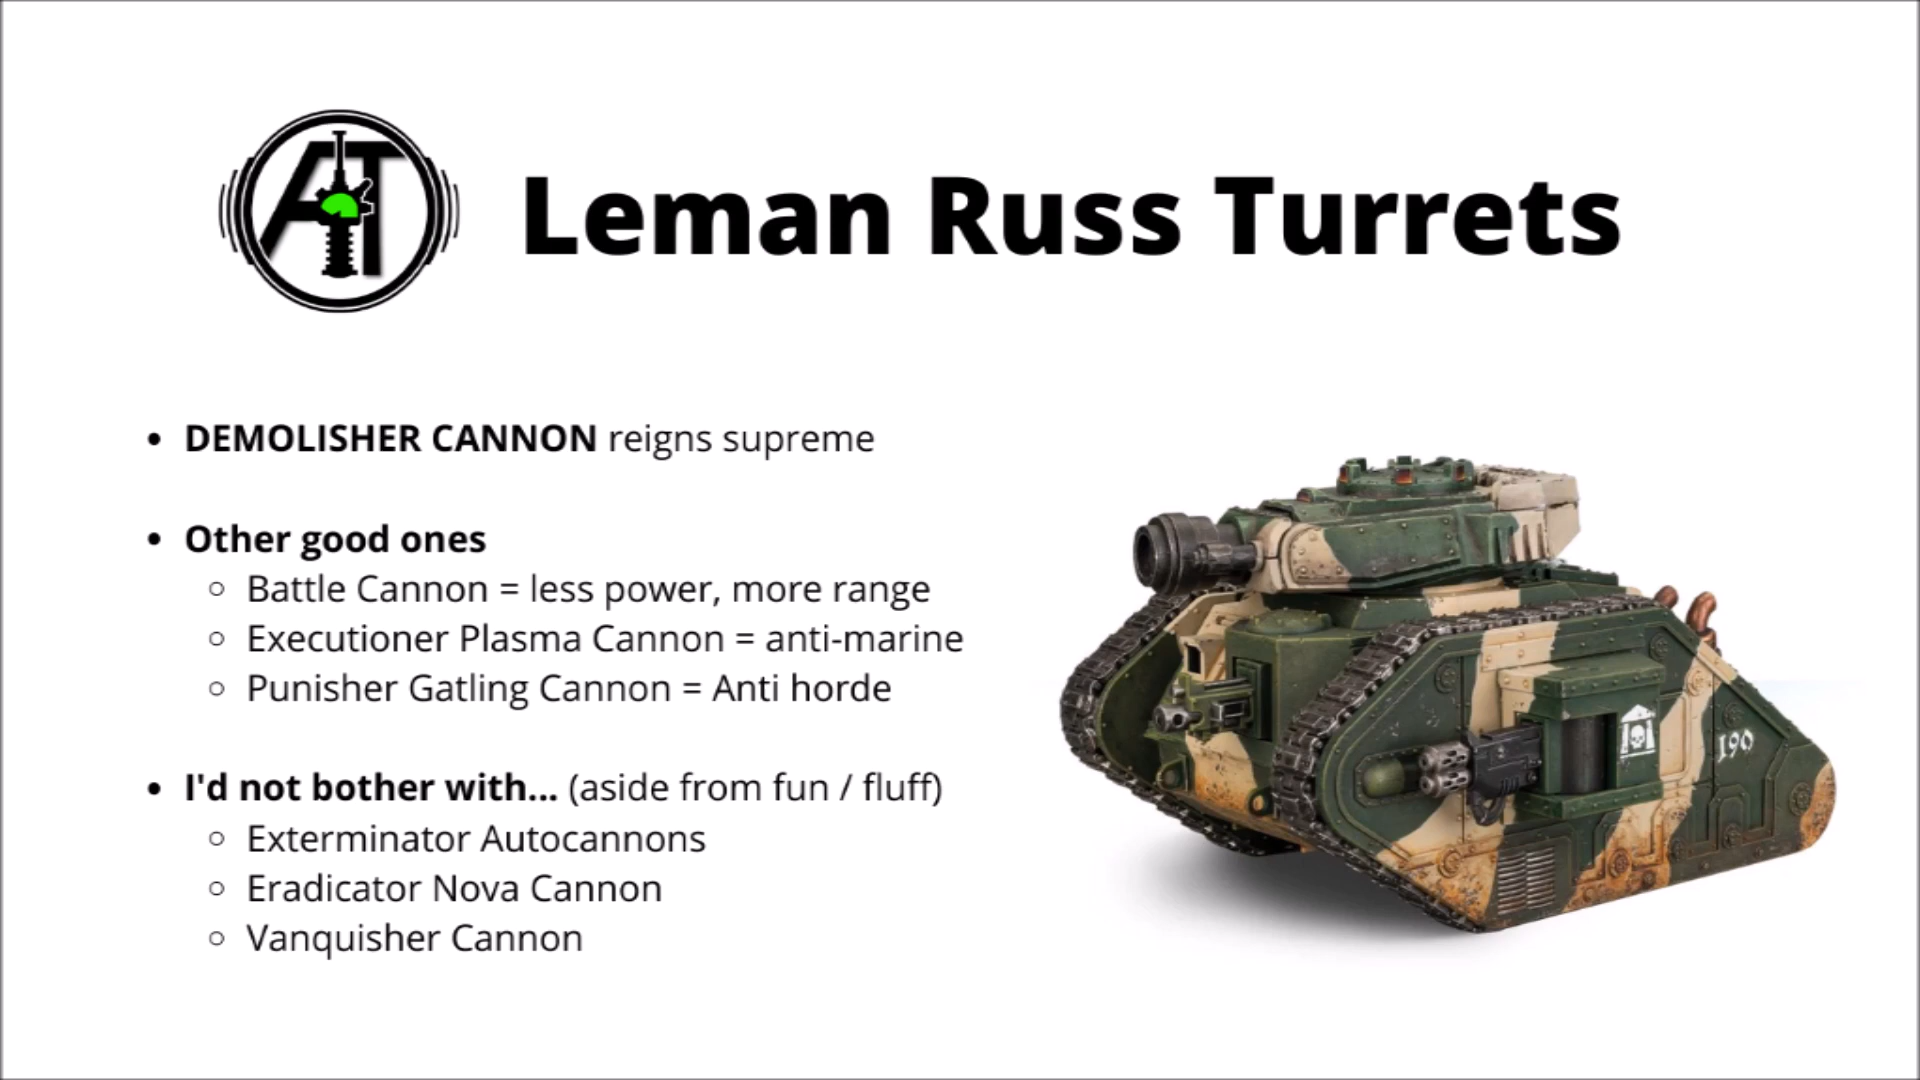 AT
Leman Russ Turrets
• DEMOLISHER CANNON reigns supreme
• Other good ones
○ Battle Cannon = less power, more range
○ Executioner Plasma Cannon = anti-marine
○ Punisher Gatling Cannon = Anti horde
• I'd not bother with... (aside from fun / fluff)
○ Exterminator Autocannons
○ Eradicator Nova Cannon
○ Vanquisher Cannon
190